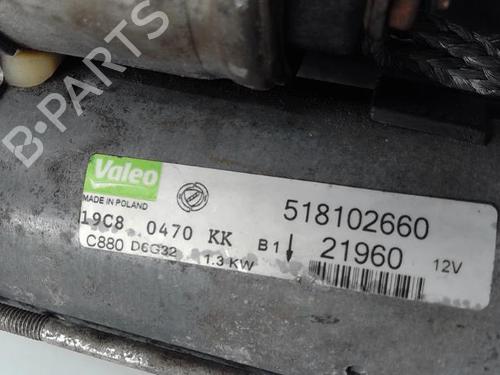 B-PARTS
Valeo
MADE IN POLAND
518102660
19C8 0470 KK B1 21960 12V
C880 D6G32 1.3 KW